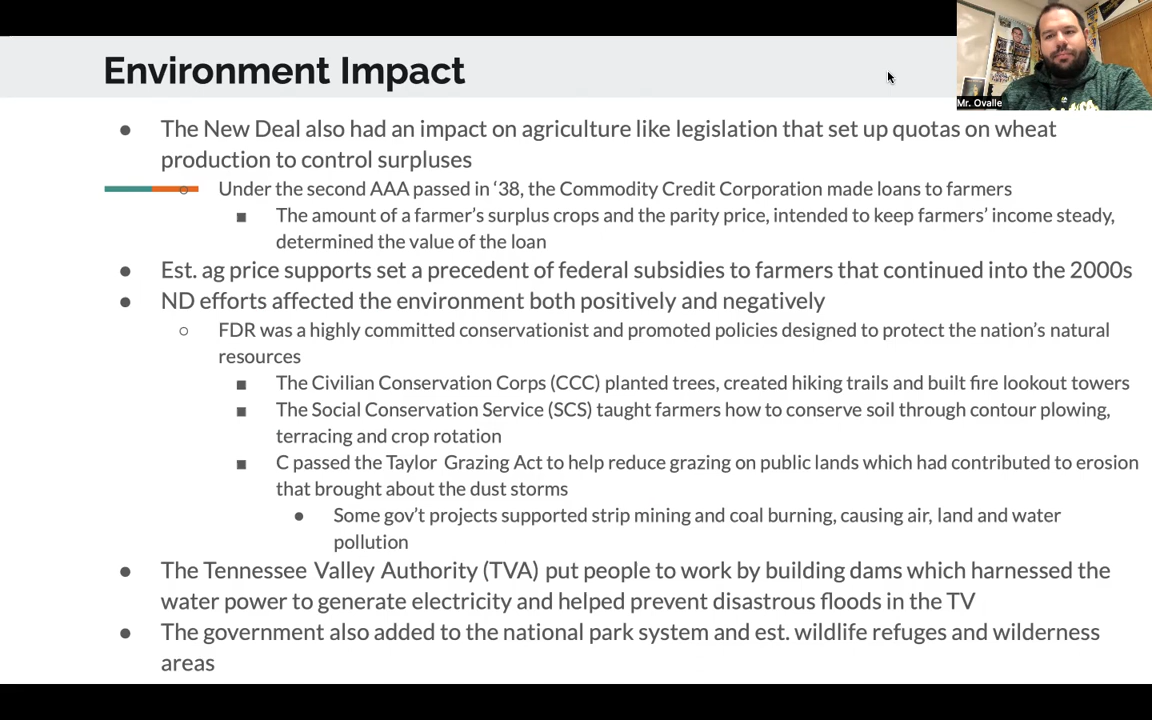 Environment Impact
Mr. Ovalle
● The New Deal also had an impact on agriculture like legislation that set up quotas on wheat
production to control surpluses
○ Under the second AAA passed in ‘38, the Commodity Credit Corporation made loans to farmers
■ The amount of a farmer’s surplus crops and the parity price, intended to keep farmers’ income steady,
determined the value of the loan
● Est. ag price supports set a precedent of federal subsidies to farmers that continued into the 2000s
● ND efforts affected the environment both positively and negatively
○ FDR was a highly committed conservationist and promoted policies designed to protect the nation’s natural
resources
■ The Civilian Conservation Corps (CCC) planted trees, created hiking trails and built fire lookout towers
■ The Social Conservation Service (SCS) taught farmers how to conserve soil through contour plowing,
terracing and crop rotation
■ C passed the Taylor Grazing Act to help reduce grazing on public lands which had contributed to erosion
that brought about the dust storms
● Some gov’t projects supported strip mining and coal burning, causing air, land and water
pollution
● The Tennessee Valley Authority (TVA) put people to work by building dams which harnessed the
water power to generate electricity and helped prevent disastrous floods in the TV
● The government also added to the national park system and est. wildlife refuges and wilderness
areas